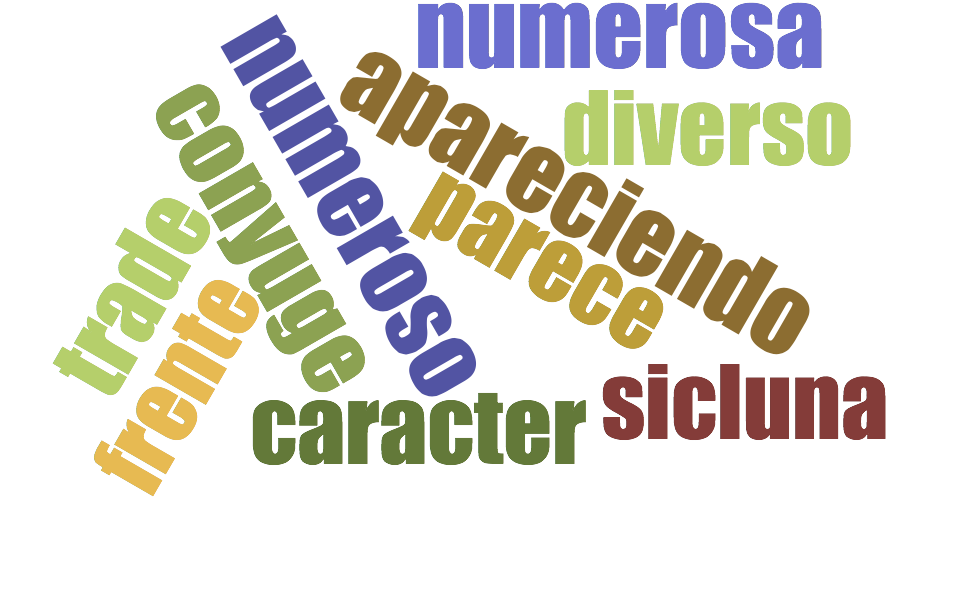 numerosa
numeroso
apareciendo
diverso
conyuge
parece
trade
frente
caracter
sicluna